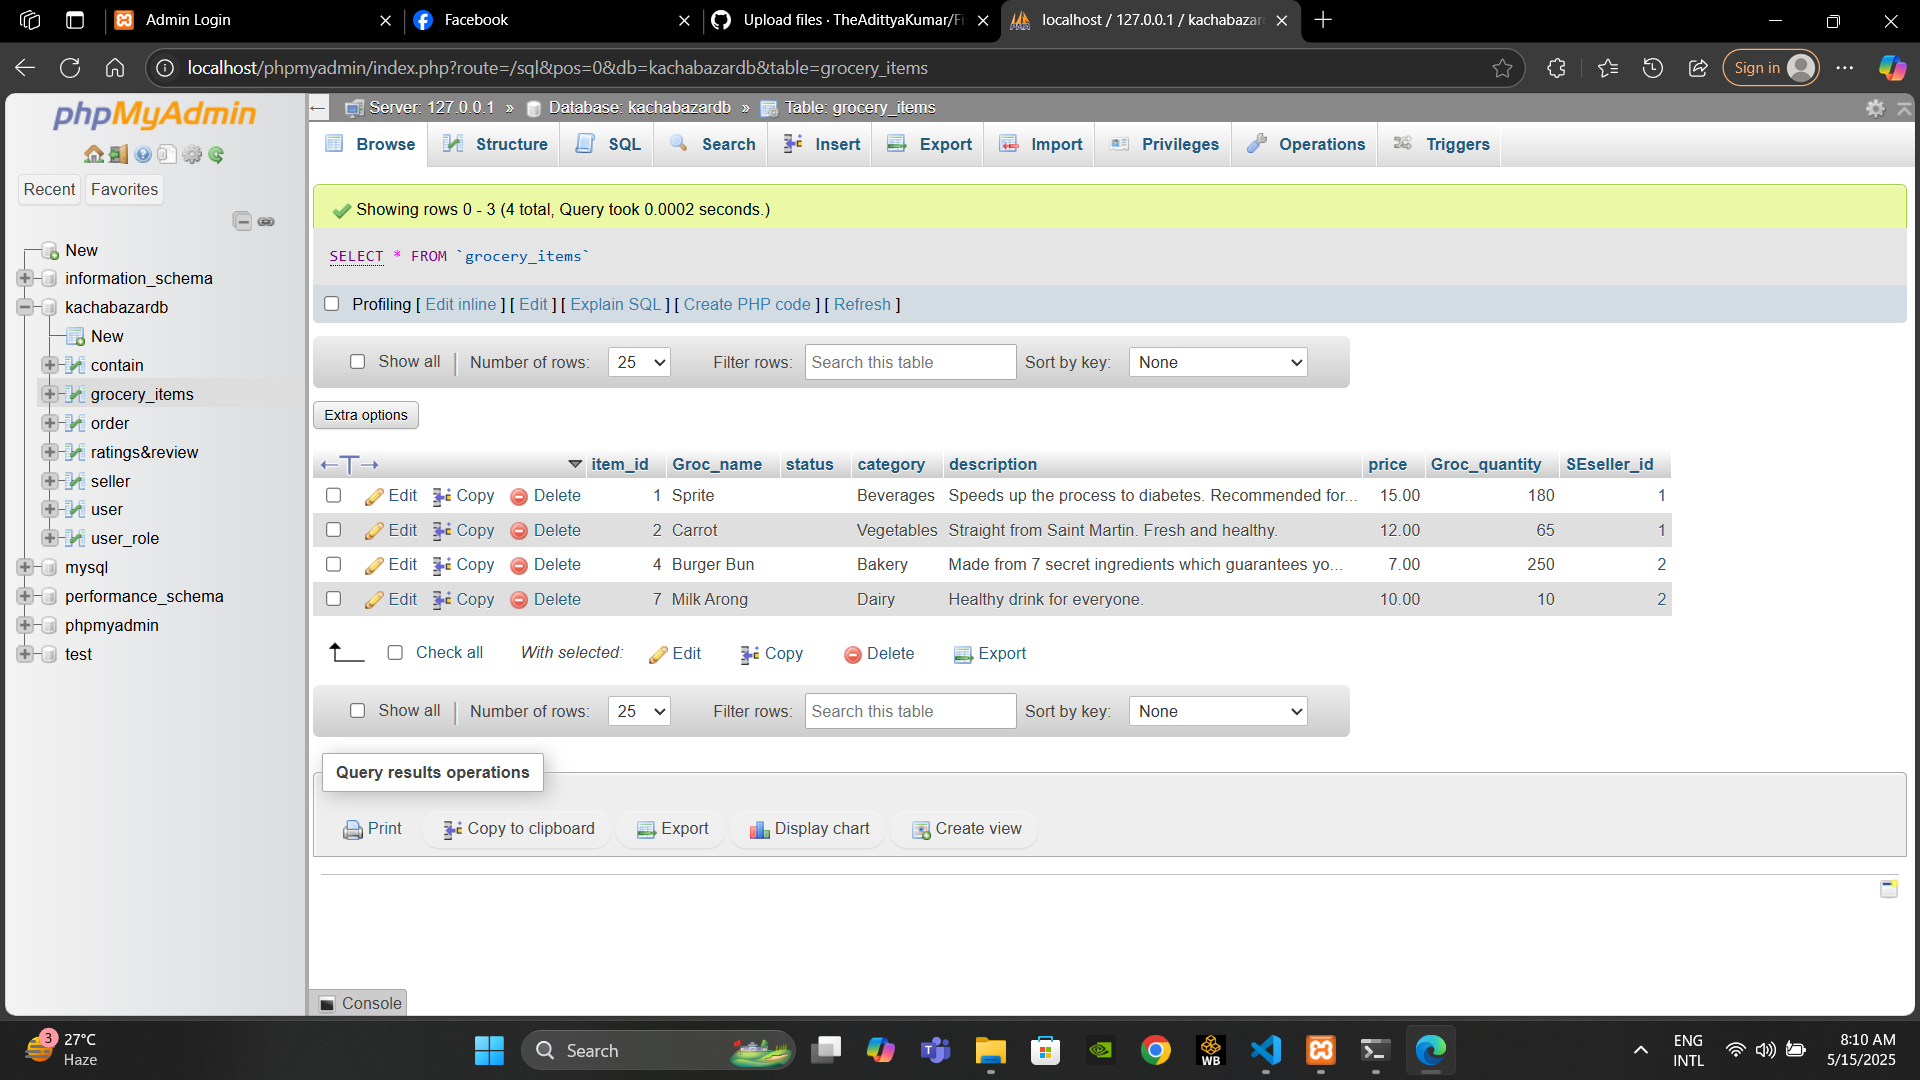 Admin Login
Facebook
Upload files · TheAdittyaKumar/Fi
localhost / 127.0.0.1 / kachabazar
localhost/phpmyadmin/index.php?route=/sql&pos=0&db=kachabazardb&table=grocery_items
Sign in
phpMyAdmin
Recent
Favorites
New
information_schema
kachabazardb
New
contain
grocery_items
order
ratings&review
seller
user
user_role
mysql
performance_schema
phpmyadmin
test
Server: 127.0.0.1 » Database: kachabazardb » Table: grocery_items
Browse Structure SQL Search Insert Export Import Privileges Operations Triggers
Showing rows 0 - 3 (4 total, Query took 0.0002 seconds.)
SELECT * FROM `grocery_items`
Profiling [ Edit inline ] [ Edit ] [ Explain SQL ] [ Create PHP code ] [ Refresh ]
Show all Number of rows: 25 Filter rows: Search this table Sort by key: None
Extra options
item_id Groc_name status category description price Groc_quantity SEseller_id
Edit Copy Delete 1 Sprite Beverages Speeds up the process to diabetes. Recommended for... 15.00 180 1
Edit Copy Delete 2 Carrot Vegetables Straight from Saint Martin. Fresh and healthy. 12.00 65 1
Edit Copy Delete 4 Burger Bun Bakery Made from 7 secret ingredients which guarantees yo... 7.00 250 2
Edit Copy Delete 7 Milk Arong Dairy Healthy drink for everyone. 10.00 10 2
Check all With selected: Edit Copy Delete Export
Show all Number of rows: 25 Filter rows: Search this table Sort by key: None
Query results operations
Print Copy to clipboard Export Display chart Create view
Console
3
27°C
Haze
Search
WB
ENG
INTL
8:10 AM
5/15/2025